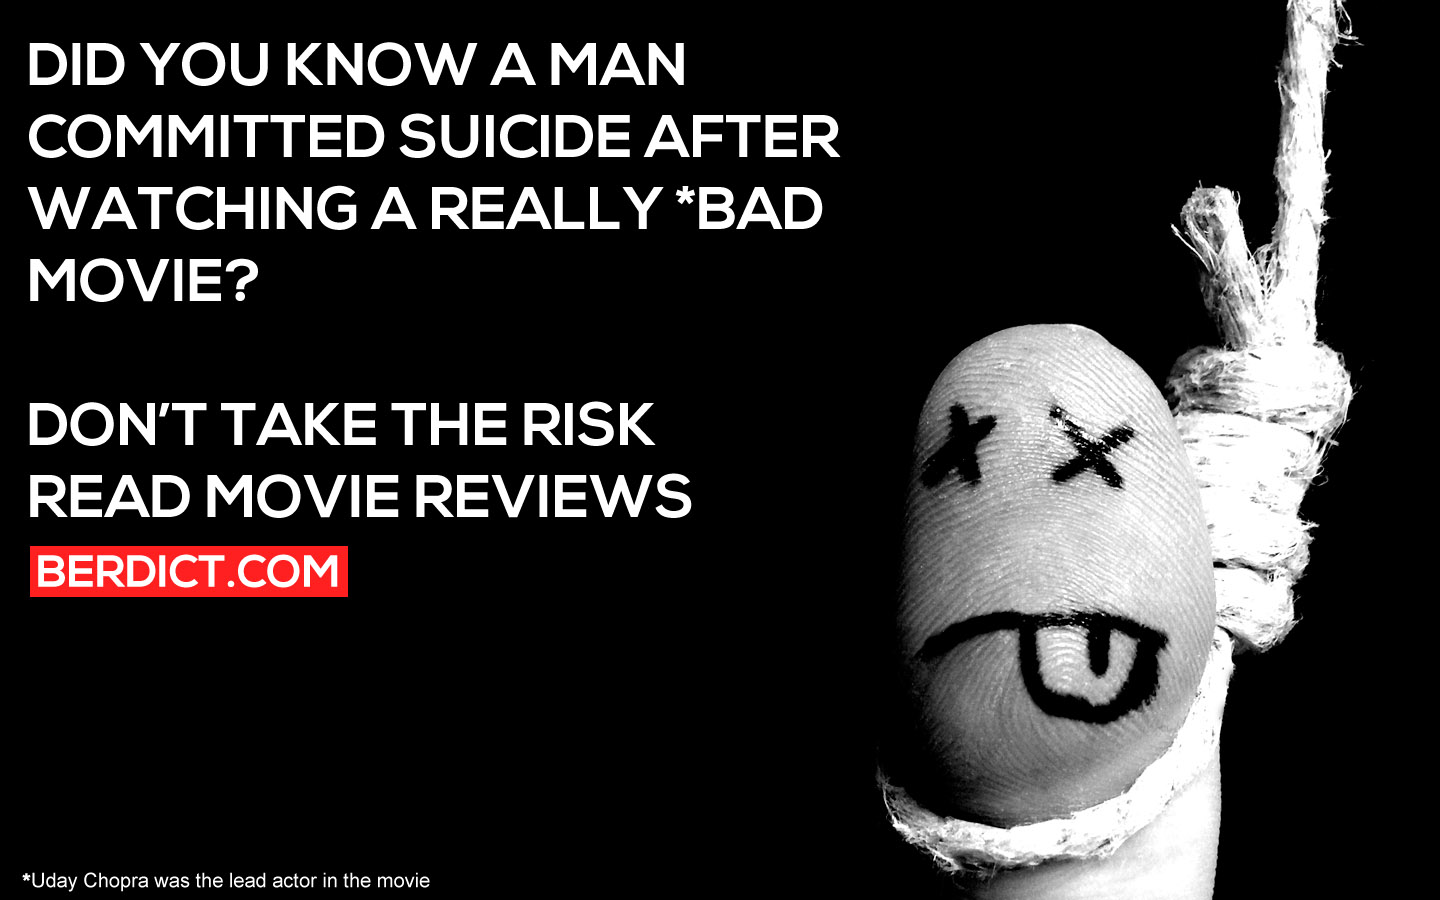 DID YOU KNOW A MAN
COMMITTED SUICIDE AFTER
WATCHING A REALLY *BAD
MOVIE?
DON'T TAKE THE RISK
READ MOVIE REVIEWS
BERDICT.COM
*Uday Chopra was the lead actor in the movie